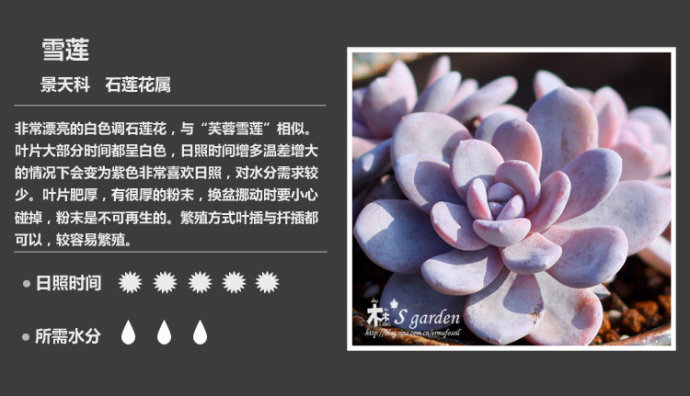 雪莲
景天科 石莲花属
非常漂亮的白色调石莲花，与“芙蓉雪莲”相似。
叶片大部分时间都呈白色，日照时间增多温差增大
的情况下会变为紫色非常喜欢日照，对水分需求较
少。叶片肥厚，有很厚的粉末，换盆挪动时要小心
碰掉，粉末是不可再生的。繁殖方式叶插与扦插都
可以，较容易繁殖。
日照时间
所需水分
S garden
http://blog.sina.com.cn/ermufossil